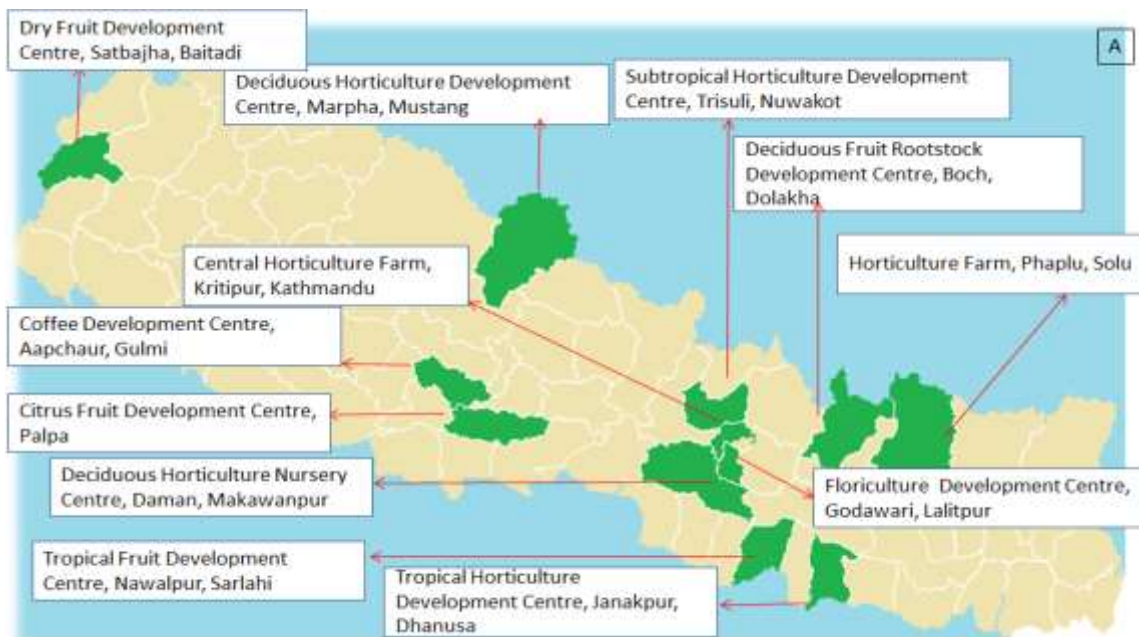 Dry Fruit Development
Centre, Satbajha, Baitadi
A
Deciduous Horticulture Development
Centre, Marpha, Mustang
Subtropical Horticulture Development
Centre, Trisuli, Nuwakot
Deciduous Fruit Rootstock
Development Centre, Boch,
Dolakha
Central Horticulture Farm,
Kritipur, Kathmandu
Horticulture Farm, Phaplu, Solu
Coffee Development Centre,
Aapchaur, Gulmi
Citrus Fruit Development Centre,
Palpa
Deciduous Horticulture Nursery
Centre, Daman, Makawanpur
Floriculture Development Centre,
Godawari, Lalitpur
Tropical Fruit Development
Centre, Nawalpur, Sarlahi
Tropical Horticulture
Development Centre, Janakpur,
Dhanusa